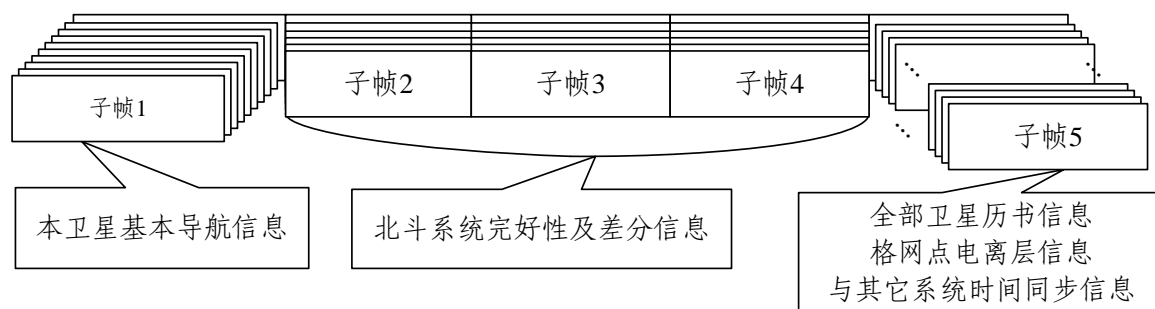 子帧1
子帧2
子帧3
子帧4
子帧5
本卫星基本导航信息
北斗系统完好性及差分信息
全部卫星历书信息
格网点电离层信息
与其它系统时间同步信息